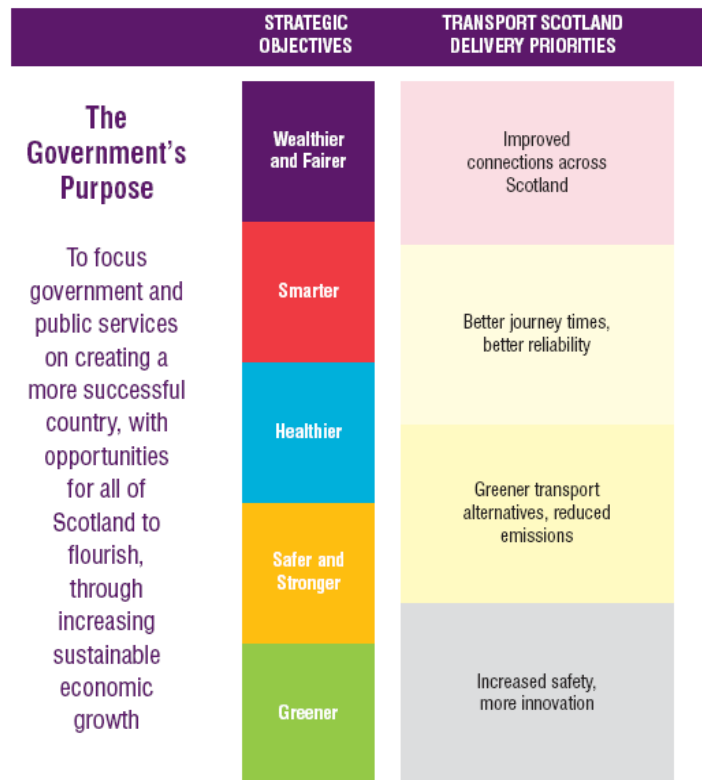 STRATEGIC
OBJECTIVES
TRANSPORT SCOTLAND
DELIVERY PRIORITIES
The
Government’s
Purpose
To focus
government and
public services
on creating a
more successful
country, with
opportunities
for all of
Scotland to
flourish,
through
increasing
sustainable
economic
growth
Wealthier
and Fairer
Smarter
Healthier
Safer and
Stronger
Greener
Improved
connections across
Scotland
Better journey times,
better reliability
Greener transport
alternatives, reduced
emissions
Increased safety,
more innovation